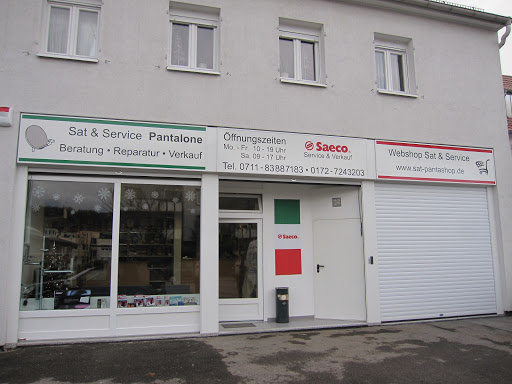 Sat & Service Pantalone
Beratung • Reparatur • Verkauf
Öffnungszeiten
Mo. - Fr. 10 - 19 Uhr
Sa. 09 - 17 Uhr
Saeco
Service & Verkauf
Tel. 0711-83887183 • 0172-7243203
Webshop Sat & Service
www.sat-pantashop.de
Saeco